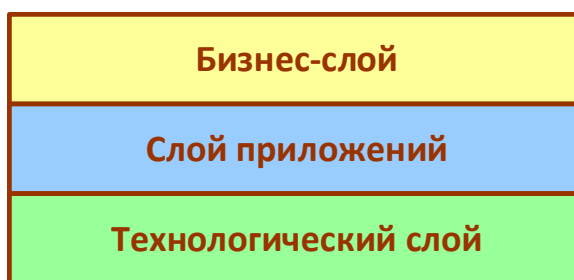 Бизнес-слой
Слой приложений
Технологический слой